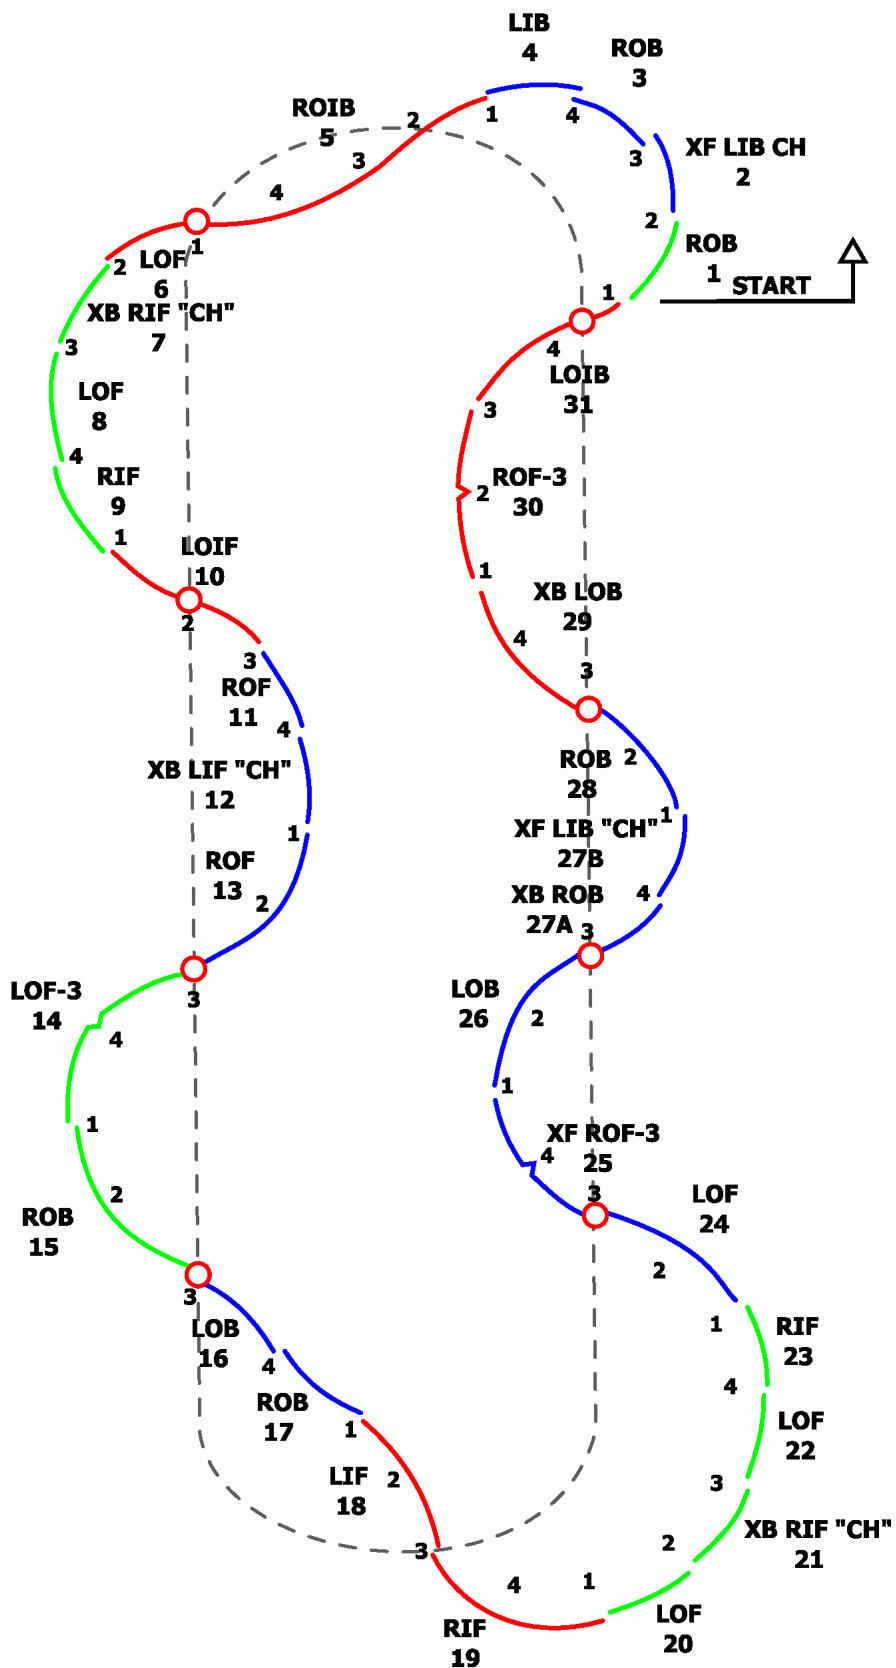 LIB
4
ROB
3
ROIB
5
2
1
4
3
4
3
XF LIB CH
2
2
ROB
1
START
1
1
LOF
6
2
XB RIF "CH"
7
3
LOF
8
4
RIF
9
1
LOIF
10
2
3
ROF
11
4
XB LIF "CH"
12
1
ROF
13
2
3
LOF-3
14
4
1
2
ROB
15
3
LOB
16
4
ROB
17
1
LIF
18
2
3
4
1
RIF
19
LOF
20
2
XB RIF "CH"
21
3
LOF
22
4
RIF
23
1
2
LOF
24
3
XF ROF-3
25
4
1
LOB
26
2
3
XB ROB
27A
4
XF LIB "CH"
27B
1
ROB
28
2
3
XB LOB
29
4
1
ROF-3
30
2
3
LOIB
31
4